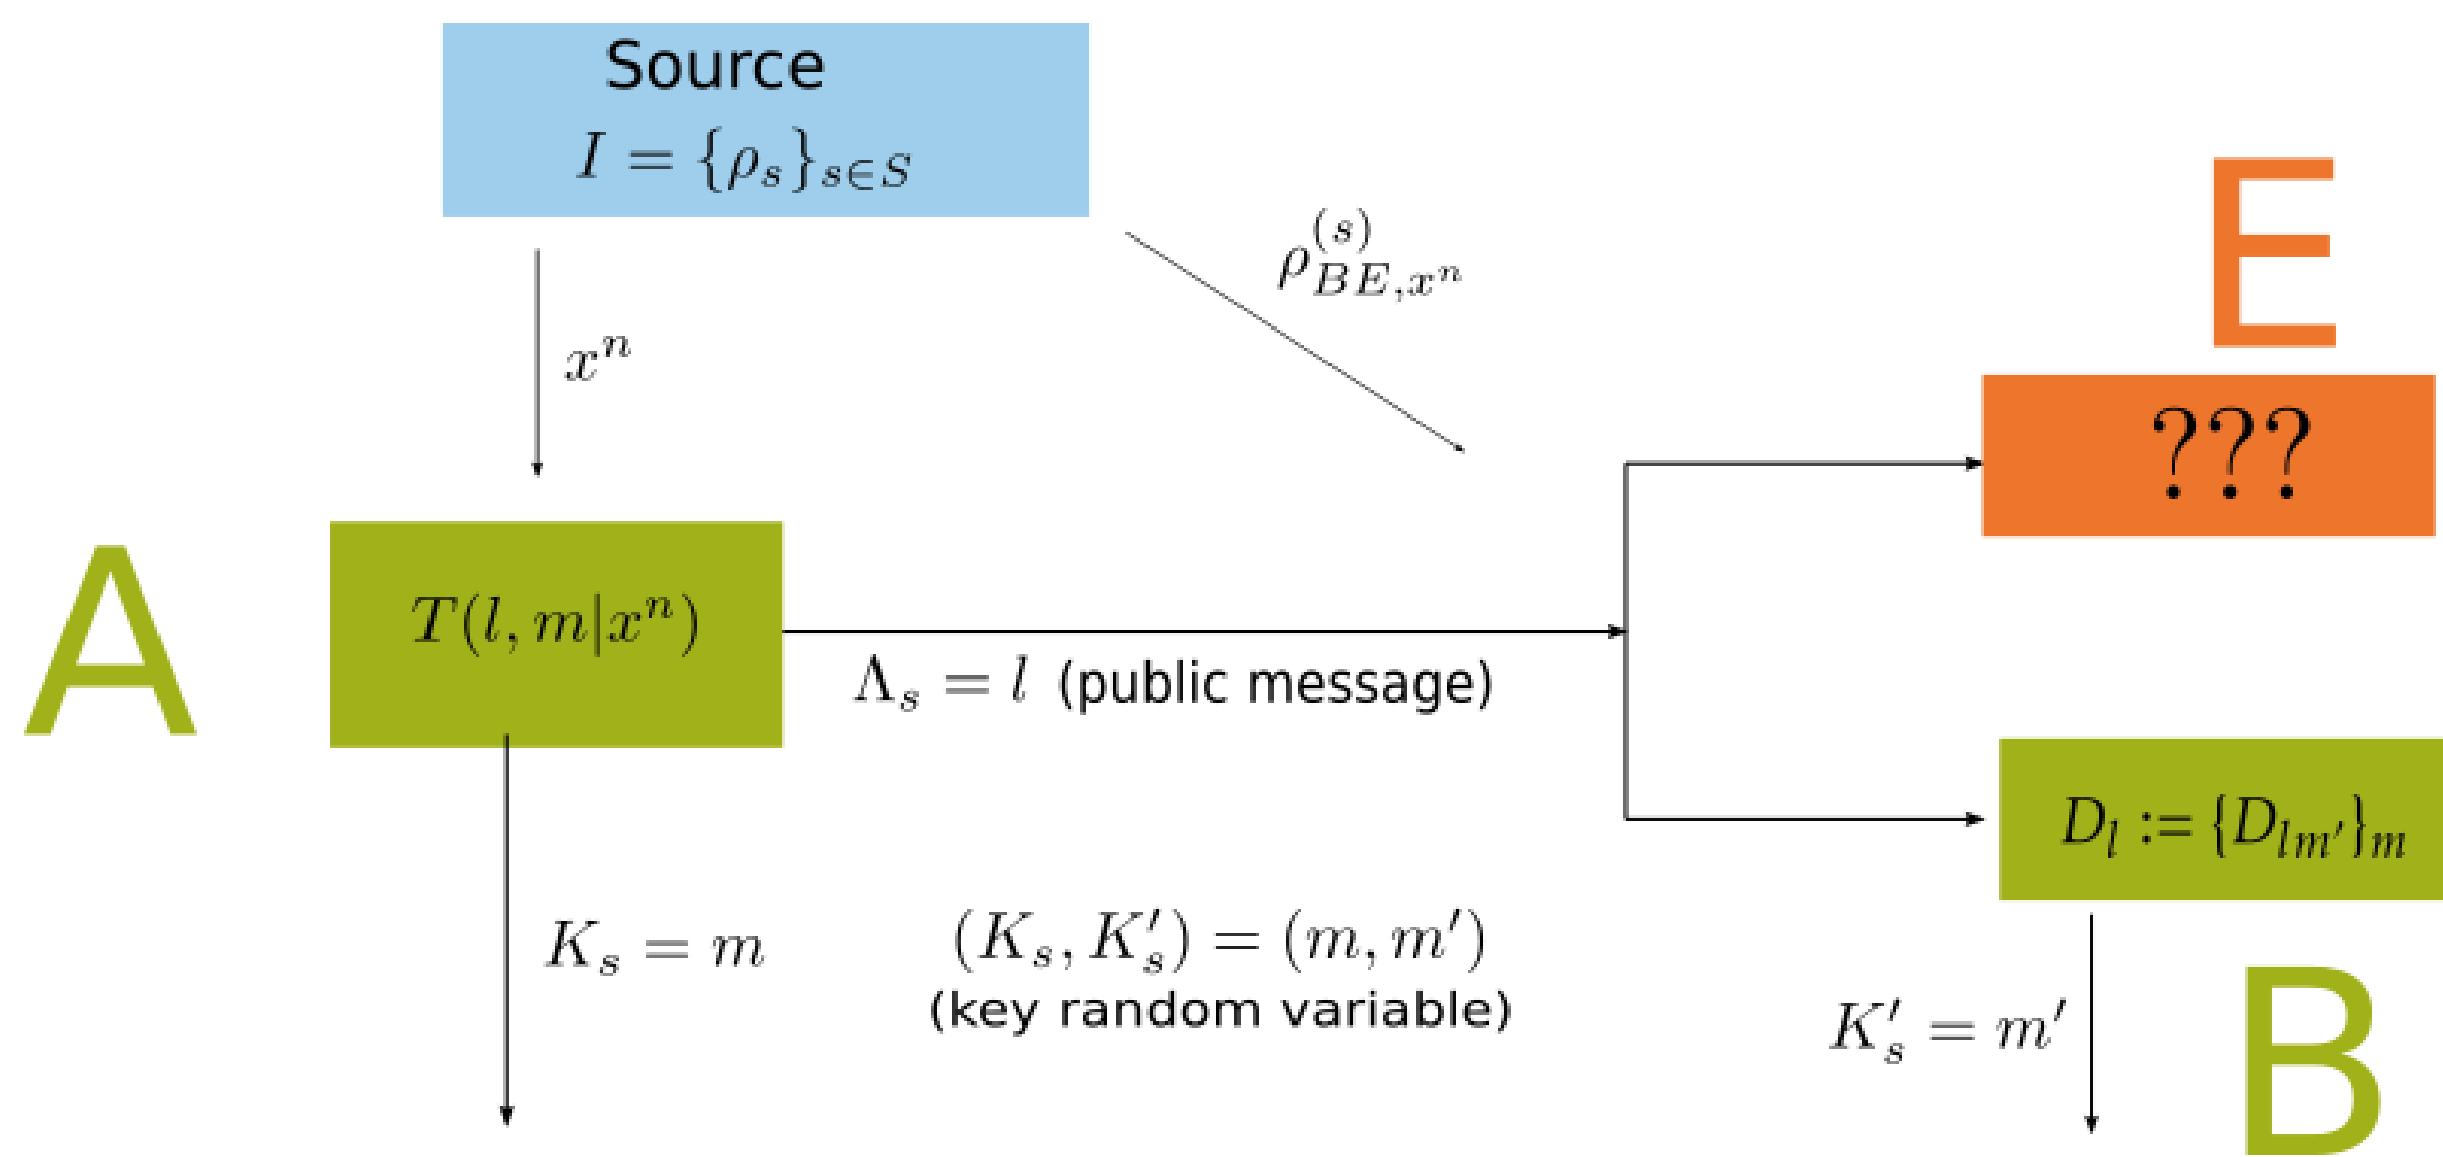 Source
I = {ρ_s}_{s∈S}
ρ^{(s)}_{BE,x^n}
E
x^n
???
A
T(l, m|x^n)
Λ_s = l (public message)
D_l := {D_{lm'}}_m
K_s = m
(K_s, K'_s) = (m, m')
(key random variable)
K'_s = m'
B